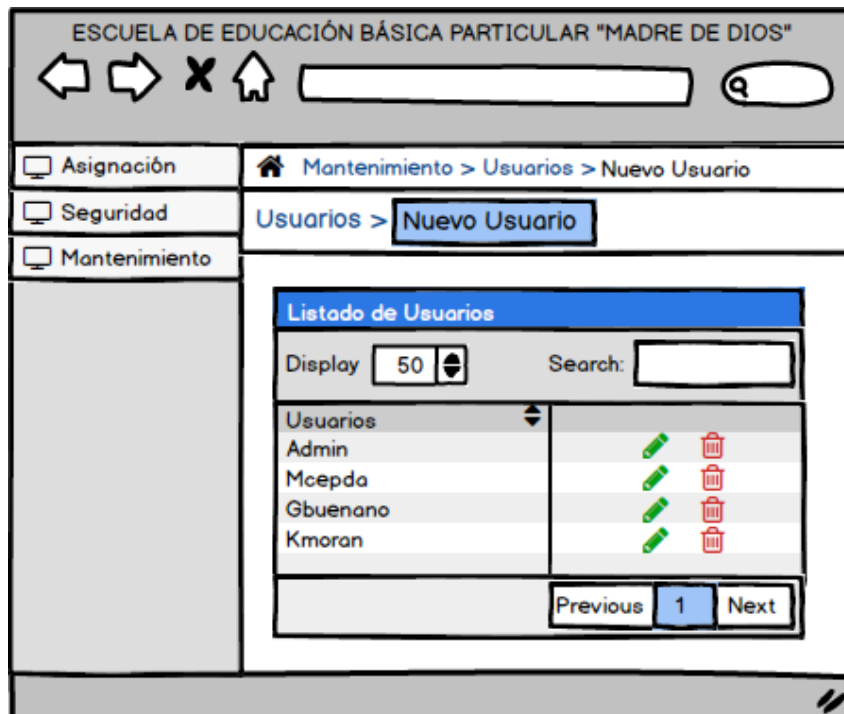 ESCUELA DE EDUCACIÓN BÁSICA PARTICULAR "MADRE DE DIOS"
Asignación
Seguridad
Mantenimiento
Mantenimiento > Usuarios > Nuevo Usuario
Usuarios > Nuevo Usuario
Listado de Usuarios
Display 50 Search:
Usuarios
Admin
Mcepda
Gbuenano
Kmoran
Previous 1 Next